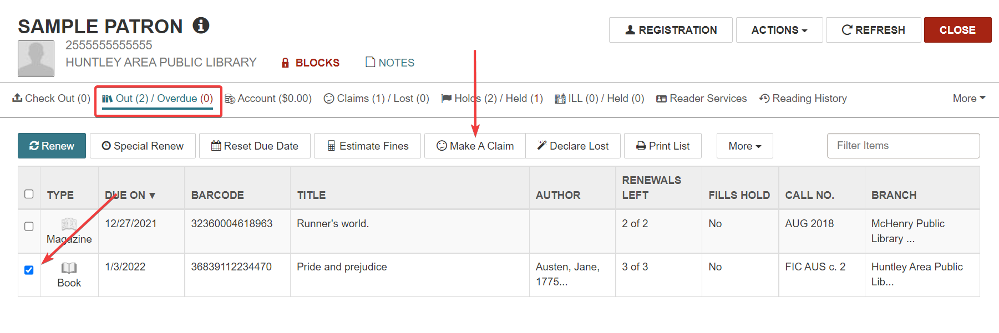 SAMPLE PATRON
REGISTRATION ACTIONS REFRESH CLOSE
2555555555555
HUNTLEY AREA PUBLIC LIBRARY BLOCKS NOTES
Check Out (0) Out (2) / Overdue (0) Account ($0.00) Claims (1) / Lost (0) Holds (2) / Held (1) ILL (0) / Held (0) Reader Services Reading History More
Renew Special Renew Reset Due Date Estimate Fines Make A Claim Declare Lost Print List More Filter Items
TYPE DUE ON ▼ BARCODE TITLE AUTHOR RENEWALS LEFT FILLS HOLD CALL NO. BRANCH
Magazine 12/27/2021 32360004618963 Runner's world. 2 of 2 No AUG 2018 McHenry Public Library ...
Book 1/3/2022 36839112234470 Pride and prejudice Austen, Jane, 1775... 3 of 3 No FIC AUS c. 2 Huntley Area Public Lib...